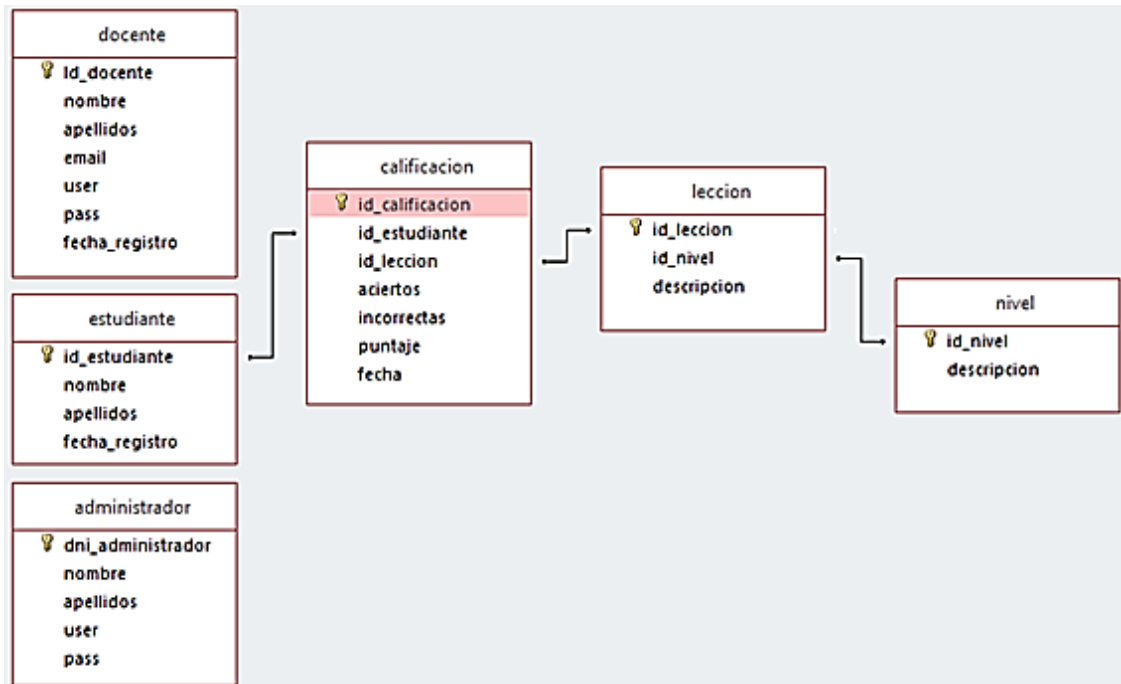 docente
Id_docente
nombre
apellidos
email
user
pass
fecha_registro
estudiante
id_estudiante
nombre
apellidos
fecha_registro
administrador
dni_administrador
nombre
apellidos
user
pass
calificacion
id_calificacion
id_estudiante
id_leccion
aciertos
incorrectas
puntaje
fecha
leccion
id_leccion
id_nivel
descripcion
nivel
id_nivel
descripcion